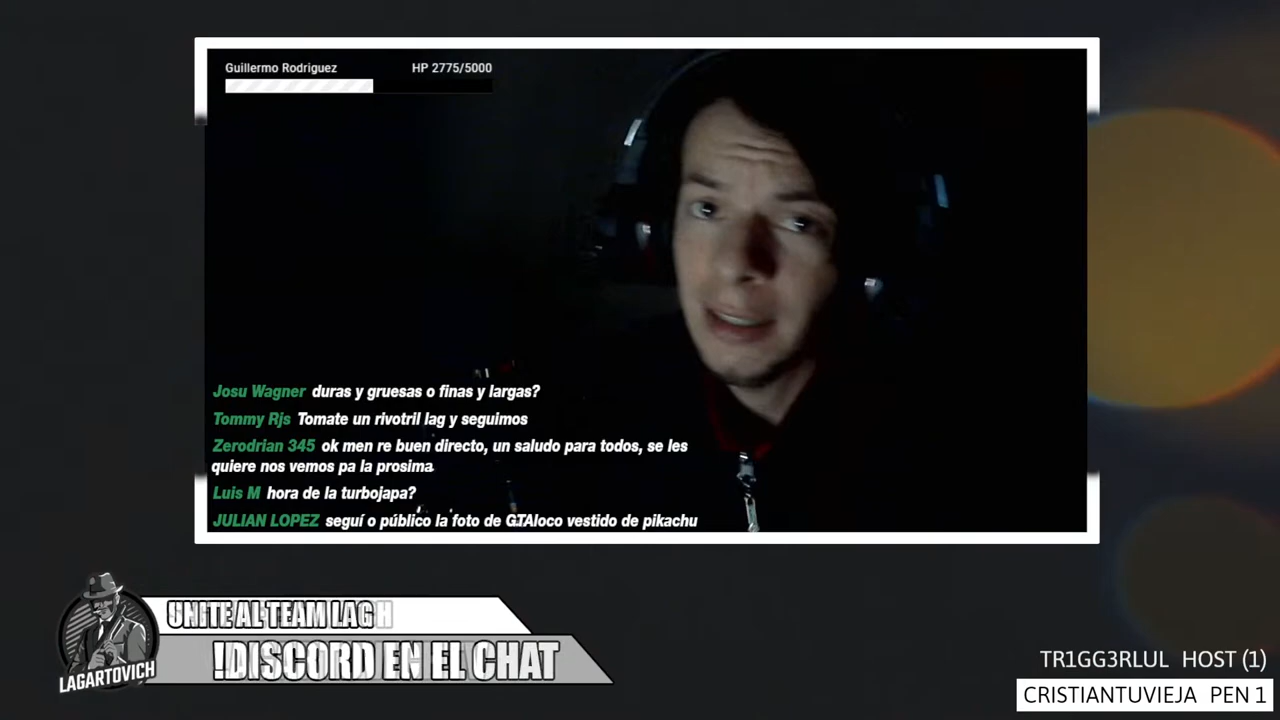 Guillermo Rodriguez HP 2775/5000
Josu Wagner duras y gruesas o finas y largas?
Tommy Rjs Tomate un rivotril lag y seguimos
Zerodrian 345 ok men re buen directo, un saludo para todos, se les
quiere nos vemos pa la prosima
Luis M hora de la turbojapa?
JULIAN LOPEZ seguí o público la foto de GTAloco vestido de pikachu
UNITE AL TEAM LAG
!DISCORD EN EL CHAT
LAGARTOVICH
TR1GG3RLUL HOST (1)
CRISTIANTUVIEJA PEN 1